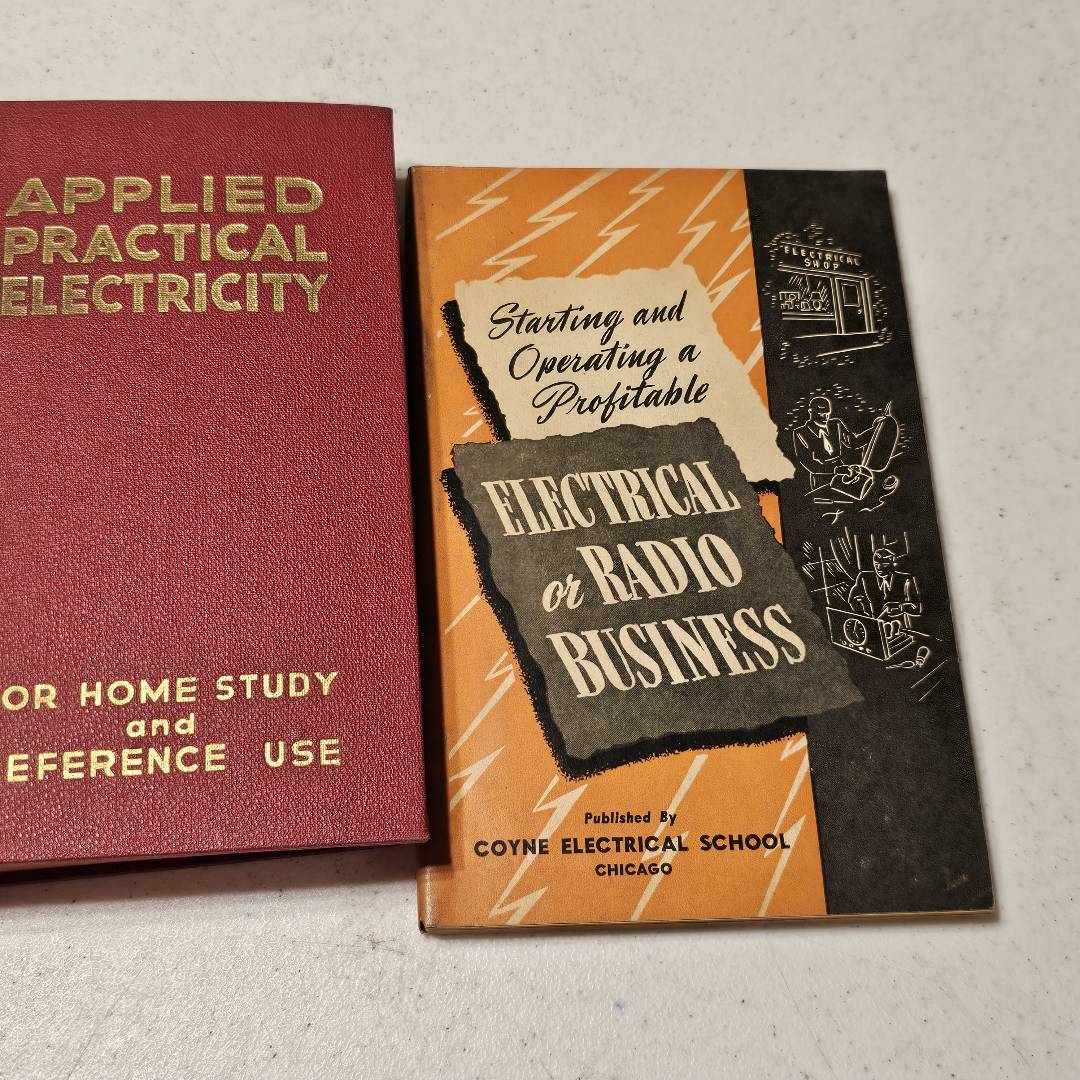 APPLIED
PRACTICAL
ELECTRICITY
OR HOME STUDY
and
EFERENCE USE
Starting and
Operating a
Profitable
ELECTRICAL
or RADIO
BUSINESS
Published By
COYNE ELECTRICAL SCHOOL
CHICAGO
ELECTRICAL
SHOP